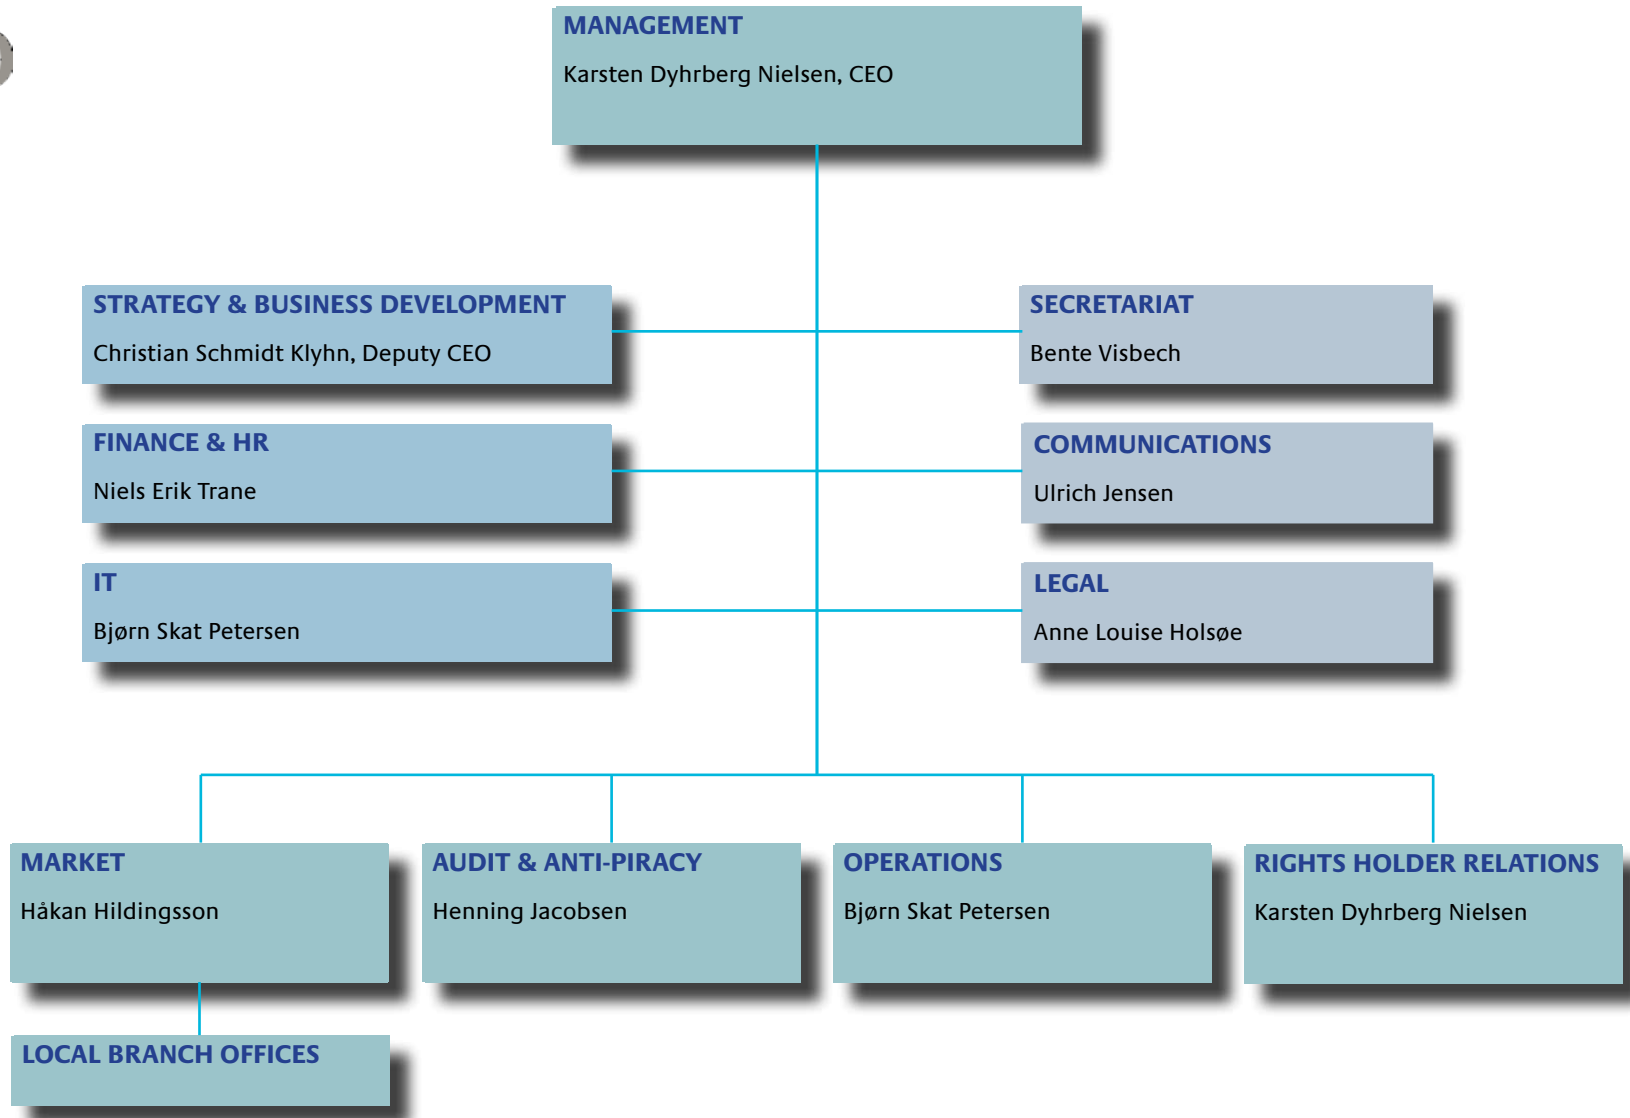 MANAGEMENT
Karsten Dyhrberg Nielsen, CEO
STRATEGY & BUSINESS DEVELOPMENT
Christian Schmidt Klyhn, Deputy CEO
SECRETARIAT
Bente Visbech
FINANCE & HR
Niels Erik Trane
COMMUNICATIONS
Ulrich Jensen
IT
Bjørn Skat Petersen
LEGAL
Anne Louise Holsøe
MARKET
Håkan Hildingsson
AUDIT & ANTI-PIRACY
Henning Jacobsen
OPERATIONS
Bjørn Skat Petersen
RIGHTS HOLDER RELATIONS
Karsten Dyhrberg Nielsen
LOCAL BRANCH OFFICES